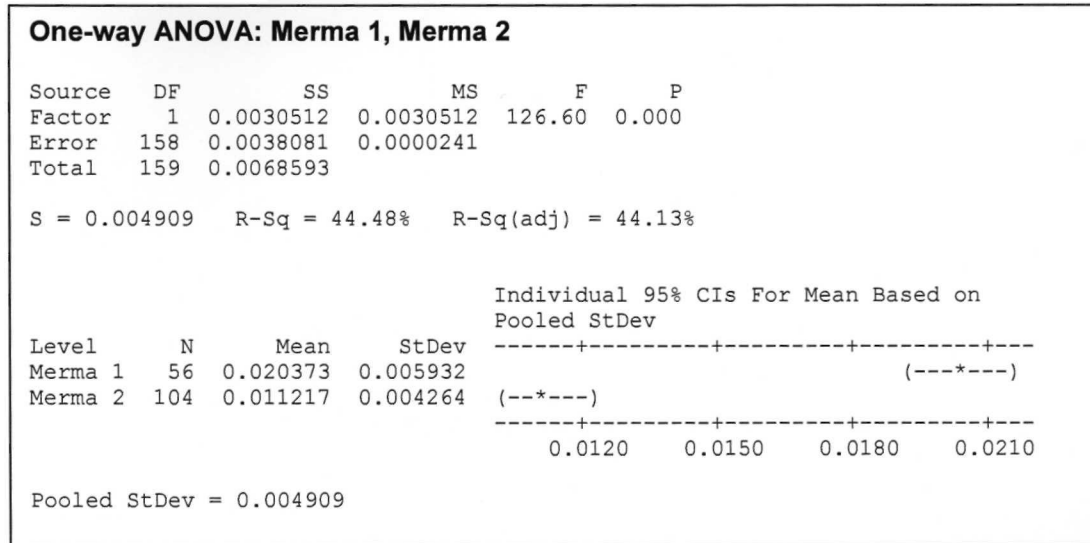 One-way ANOVA: Merma 1, Merma 2
Source   DF         SS         MS       F      P
Factor    1  0.0030512  0.0030512  126.60  0.000
Error   158  0.0038081  0.0000241
Total   159  0.0068593
S = 0.004909   R-Sq = 44.48%   R-Sq(adj) = 44.13%
Individual 95% CIs For Mean Based on
Pooled StDev
Level      N      Mean     StDev  ------+---------+---------+---------+---
Merma 1   56  0.020373  0.005932                                (---*---)
Merma 2  104  0.011217  0.004264  (--*---)
------+---------+---------+---------+---
0.0120    0.0150    0.0180    0.0210
Pooled StDev = 0.004909